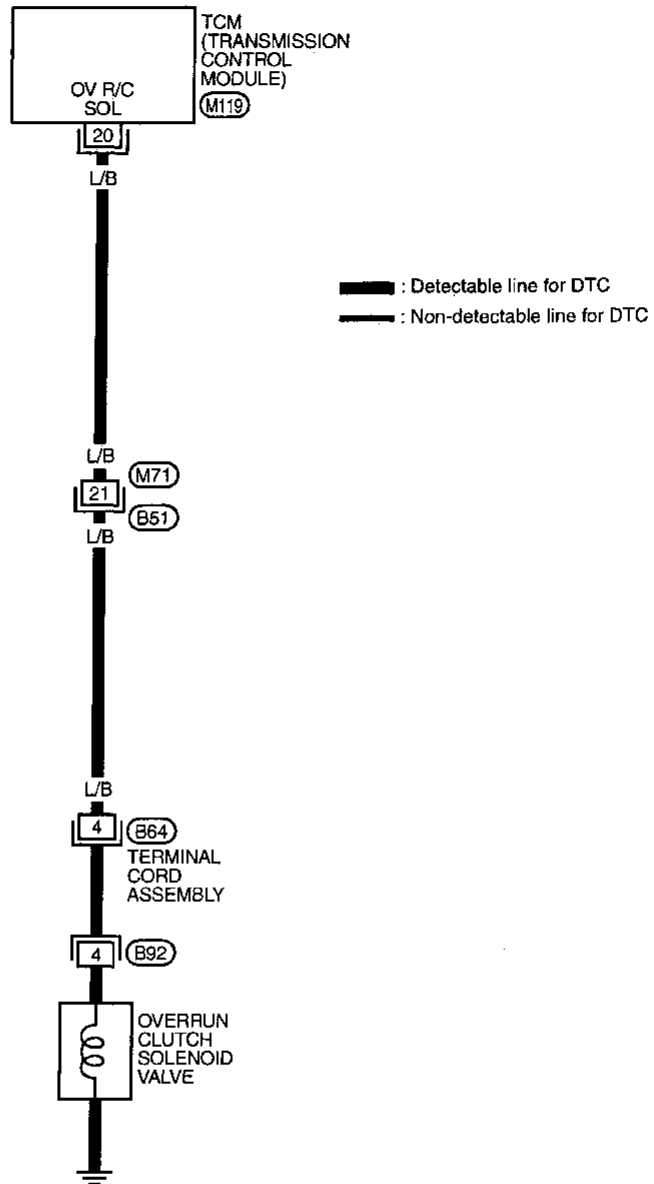 TCM
(TRANSMISSION
CONTROL
MODULE)
M119
OV R/C
SOL
20
L/B
: Detectable line for DTC
: Non-detectable line for DTC
L/B
M71
21
B51
L/B
L/B
4
B64
TERMINAL
CORD
ASSEMBLY
4
B92
OVERRUN
CLUTCH
SOLENOID
VALVE